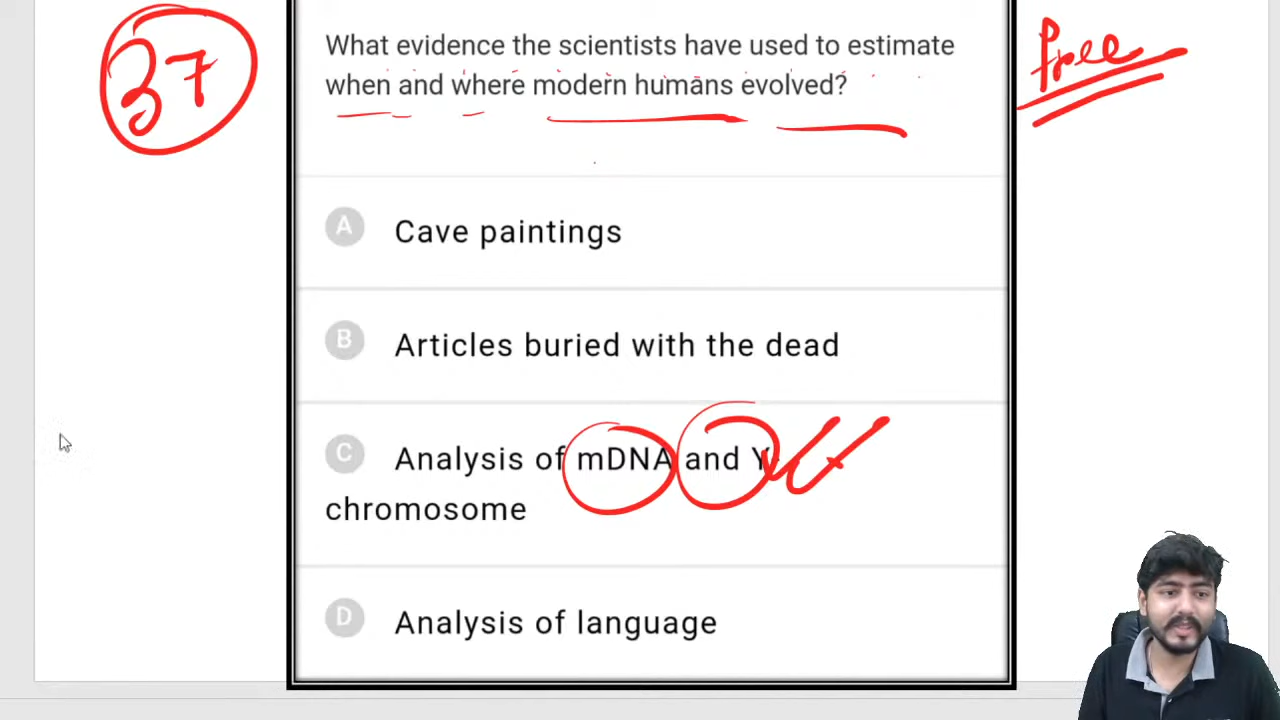 37
What evidence the scientists have used to estimate
when and where modern humans evolved?
free
A Cave paintings
B Articles buried with the dead
C Analysis of mDNA and Y
chromosome
D Analysis of language